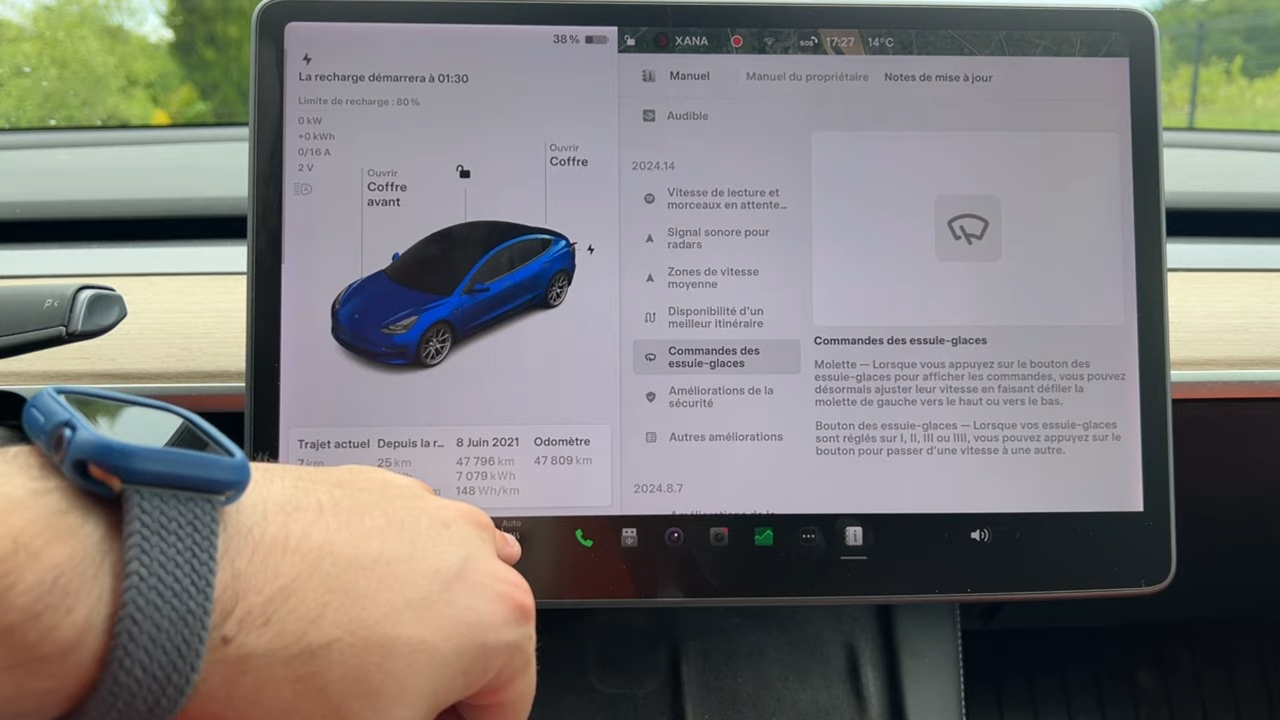 38 %
XANA
SOS
17:27
14°C
La recharge démarrera à 01:30
Limite de recharge : 80 %
0 kW
+0 kWh
0/16 A
2 V
Ouvrir
Coffre
avant
Ouvrir
Coffre
Trajet actuel
7 km
Depuis la r...
25 km
8 Juin 2021
47 796 km
7 079 kWh
148 Wh/km
Odomètre
47 809 km
Manuel
Manuel du propriétaire
Notes de mise à jour
Audible
2024.14
Vitesse de lecture et
morceaux en attente...
Signal sonore pour
radars
Zones de vitesse
moyenne
Disponibilité d'un
meilleur itinéraire
Commandes des
essuie-glaces
Améliorations de la
sécurité
Autres améliorations
2024.8.7
Commandes des essuie-glaces
Molette — Lorsque vous appuyez sur le bouton des
essuie-glaces pour afficher les commandes, vous pouvez
désormais ajuster leur vitesse en faisant défiler la
molette de gauche vers le haut ou vers le bas.
Bouton des essuie-glaces — Lorsque vos essuie-glaces
sont réglés sur I, II, III ou IIII, vous pouvez appuyez sur le
bouton pour passer d'une vitesse à une autre.
Auto
P<